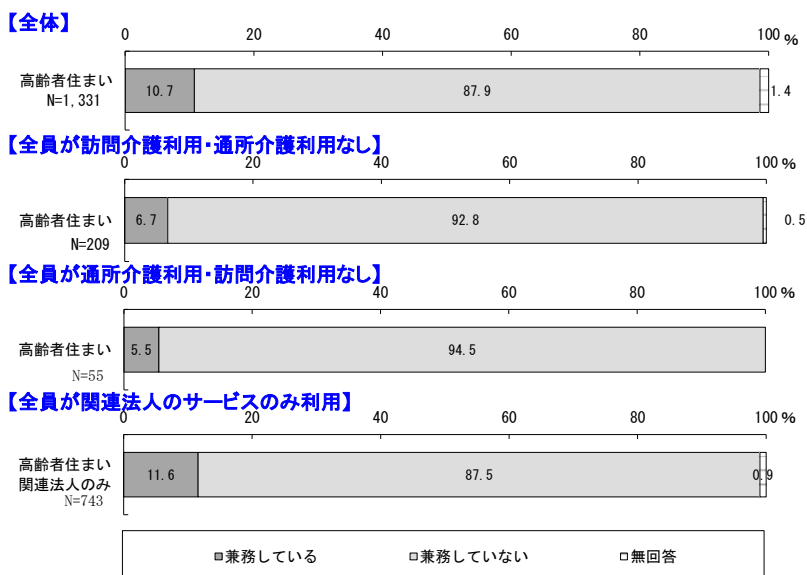 【全体】
0 20 40 60 80 100 %
高齢者住まい
N=1,331
10.7 87.9 1.4
【全員が訪問介護利用・通所介護利用なし】
0 20 40 60 80 100 %
高齢者住まい
N=209
6.7 92.8 0.5
【全員が通所介護利用・訪問介護利用なし】
0 20 40 60 80 100 %
高齢者住まい
N=55
5.5 94.5
【全員が関連法人のサービスのみ利用】
0 20 40 60 80 100 %
高齢者住まい
関連法人のみ
N=743
11.6 87.5 0.9
兼務している 兼務していない 無回答